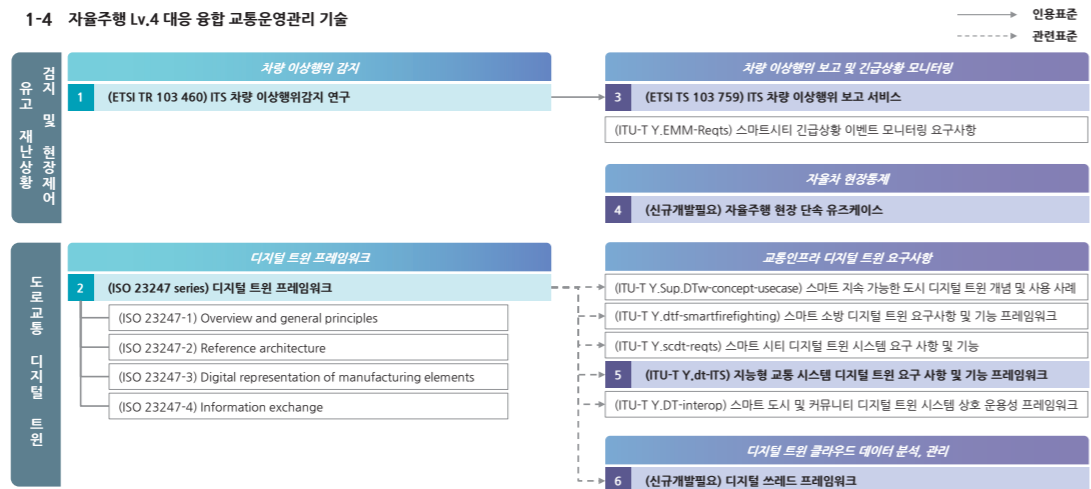 1-4 자율주행 Lv.4 대응 융합 교통운영관리 기술
인용표준
관련표준
유고 재난상황
검지 및 현장제어
차량 이상행위 감지
1 (ETSI TR 103 460) ITS 차량 이상행위감지 연구
차량 이상행위 보고 및 긴급상황 모니터링
3 (ETSI TS 103 759) ITS 차량 이상행위 보고 서비스
(ITU-T Y.EMM-Reqts) 스마트시티 긴급상황 이벤트 모니터링 요구사항
자율차 현장통제
4 (신규개발필요) 자율주행 현장 단속 유즈케이스
도로교통 디지털 트윈
디지털 트윈 프레임워크
2 (ISO 23247 series) 디지털 트윈 프레임워크
(ISO 23247-1) Overview and general principles
(ISO 23247-2) Reference architecture
(ISO 23247-3) Digital representation of manufacturing elements
(ISO 23247-4) Information exchange
교통인프라 디지털 트윈 요구사항
(ITU-T Y.Sup.DTw-concept-usecase) 스마트 지속 가능한 도시 디지털 트윈 개념 및 사용 사례
(ITU-T Y.dtf-smartfirefighting) 스마트 소방 디지털 트윈 요구사항 및 기능 프레임워크
(ITU-T Y.scdt-reqts) 스마트 시티 디지털 트윈 시스템 요구 사항 및 기능
5 (ITU-T Y.dt-ITS) 지능형 교통 시스템 디지털 트윈 요구 사항 및 기능 프레임워크
(ITU-T Y.DT-interop) 스마트 도시 및 커뮤니티 디지털 트윈 시스템 상호 운용성 프레임워크
디지털 트윈 클라우드 데이터 분석, 관리
6 (신규개발필요) 디지털 쓰레드 프레임워크